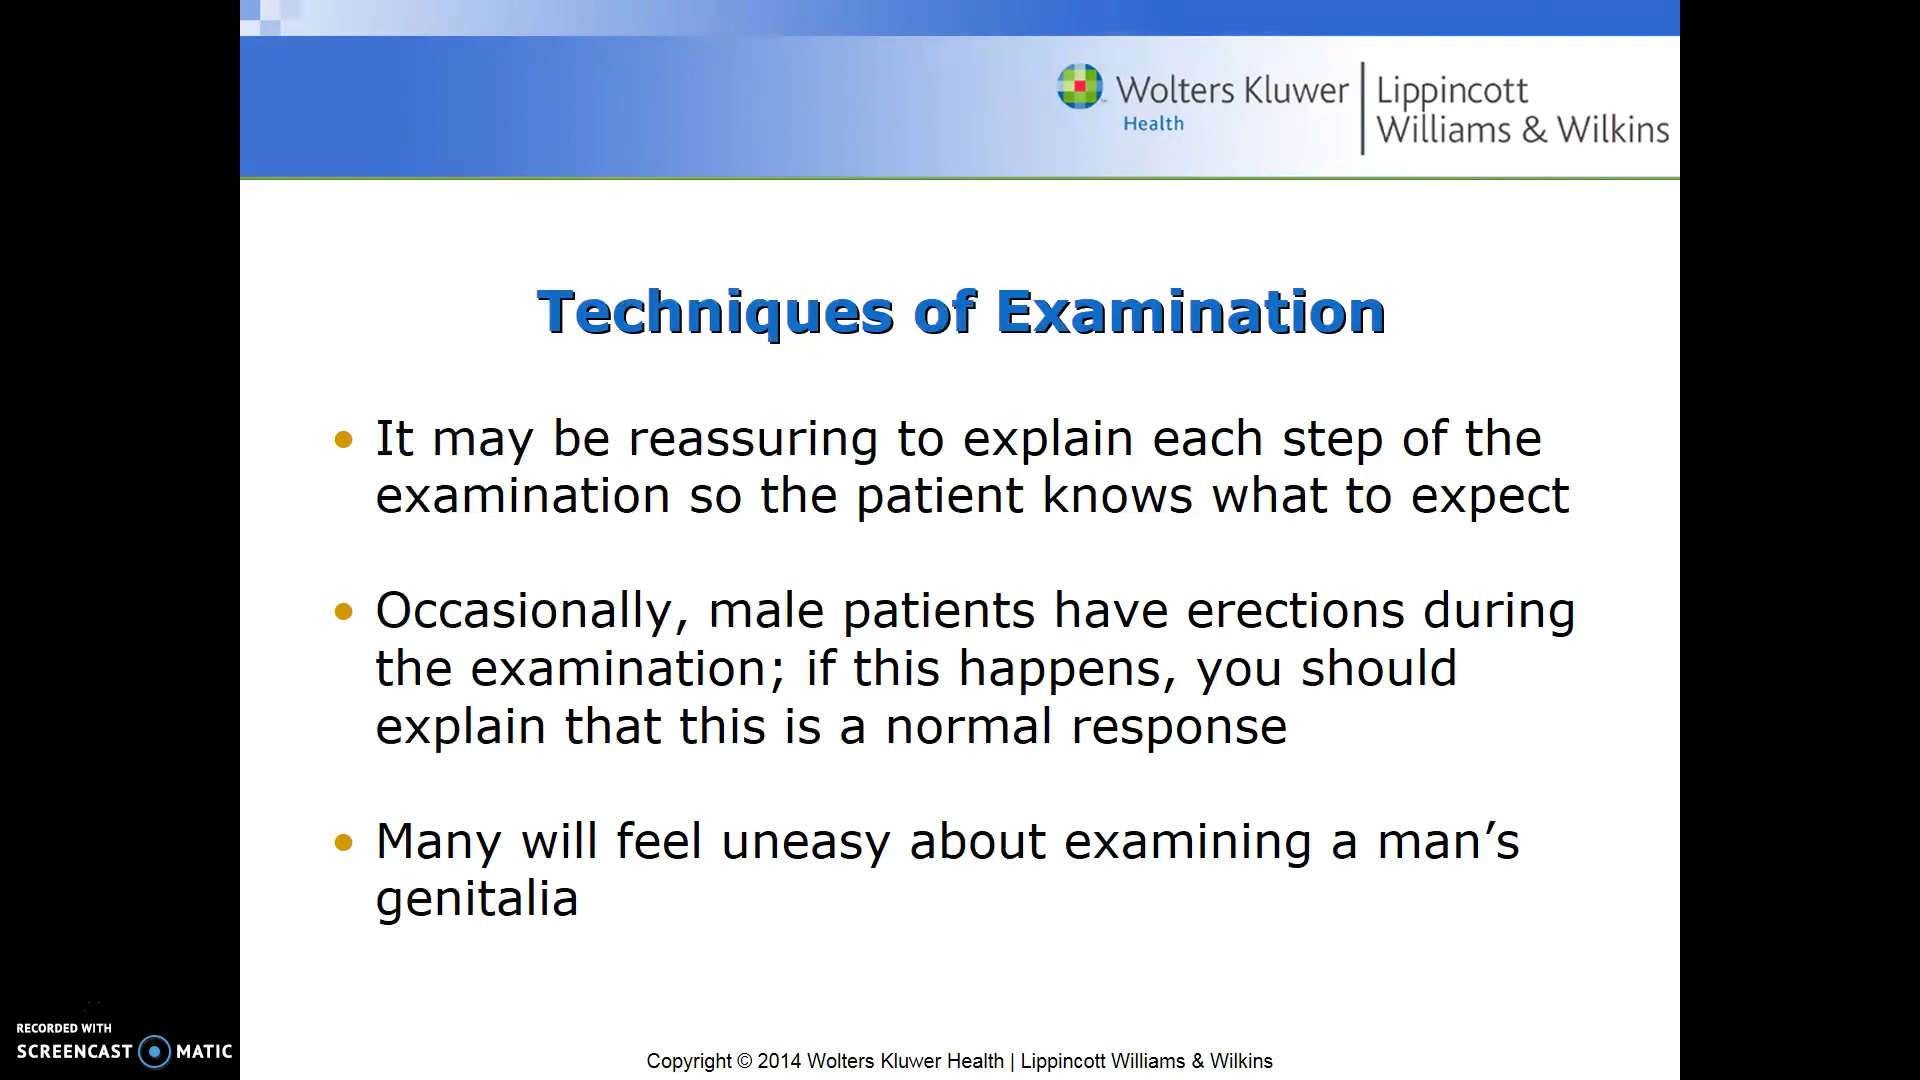 Wolters Kluwer
Health
Lippincott
Williams & Wilkins
Techniques of Examination
• It may be reassuring to explain each step of the
examination so the patient knows what to expect
• Occasionally, male patients have erections during
the examination; if this happens, you should
explain that this is a normal response
• Many will feel uneasy about examining a man’s
genitalia
RECORDED WITH
SCREENCAST MATIC
Copyright © 2014 Wolters Kluwer Health | Lippincott Williams & Wilkins